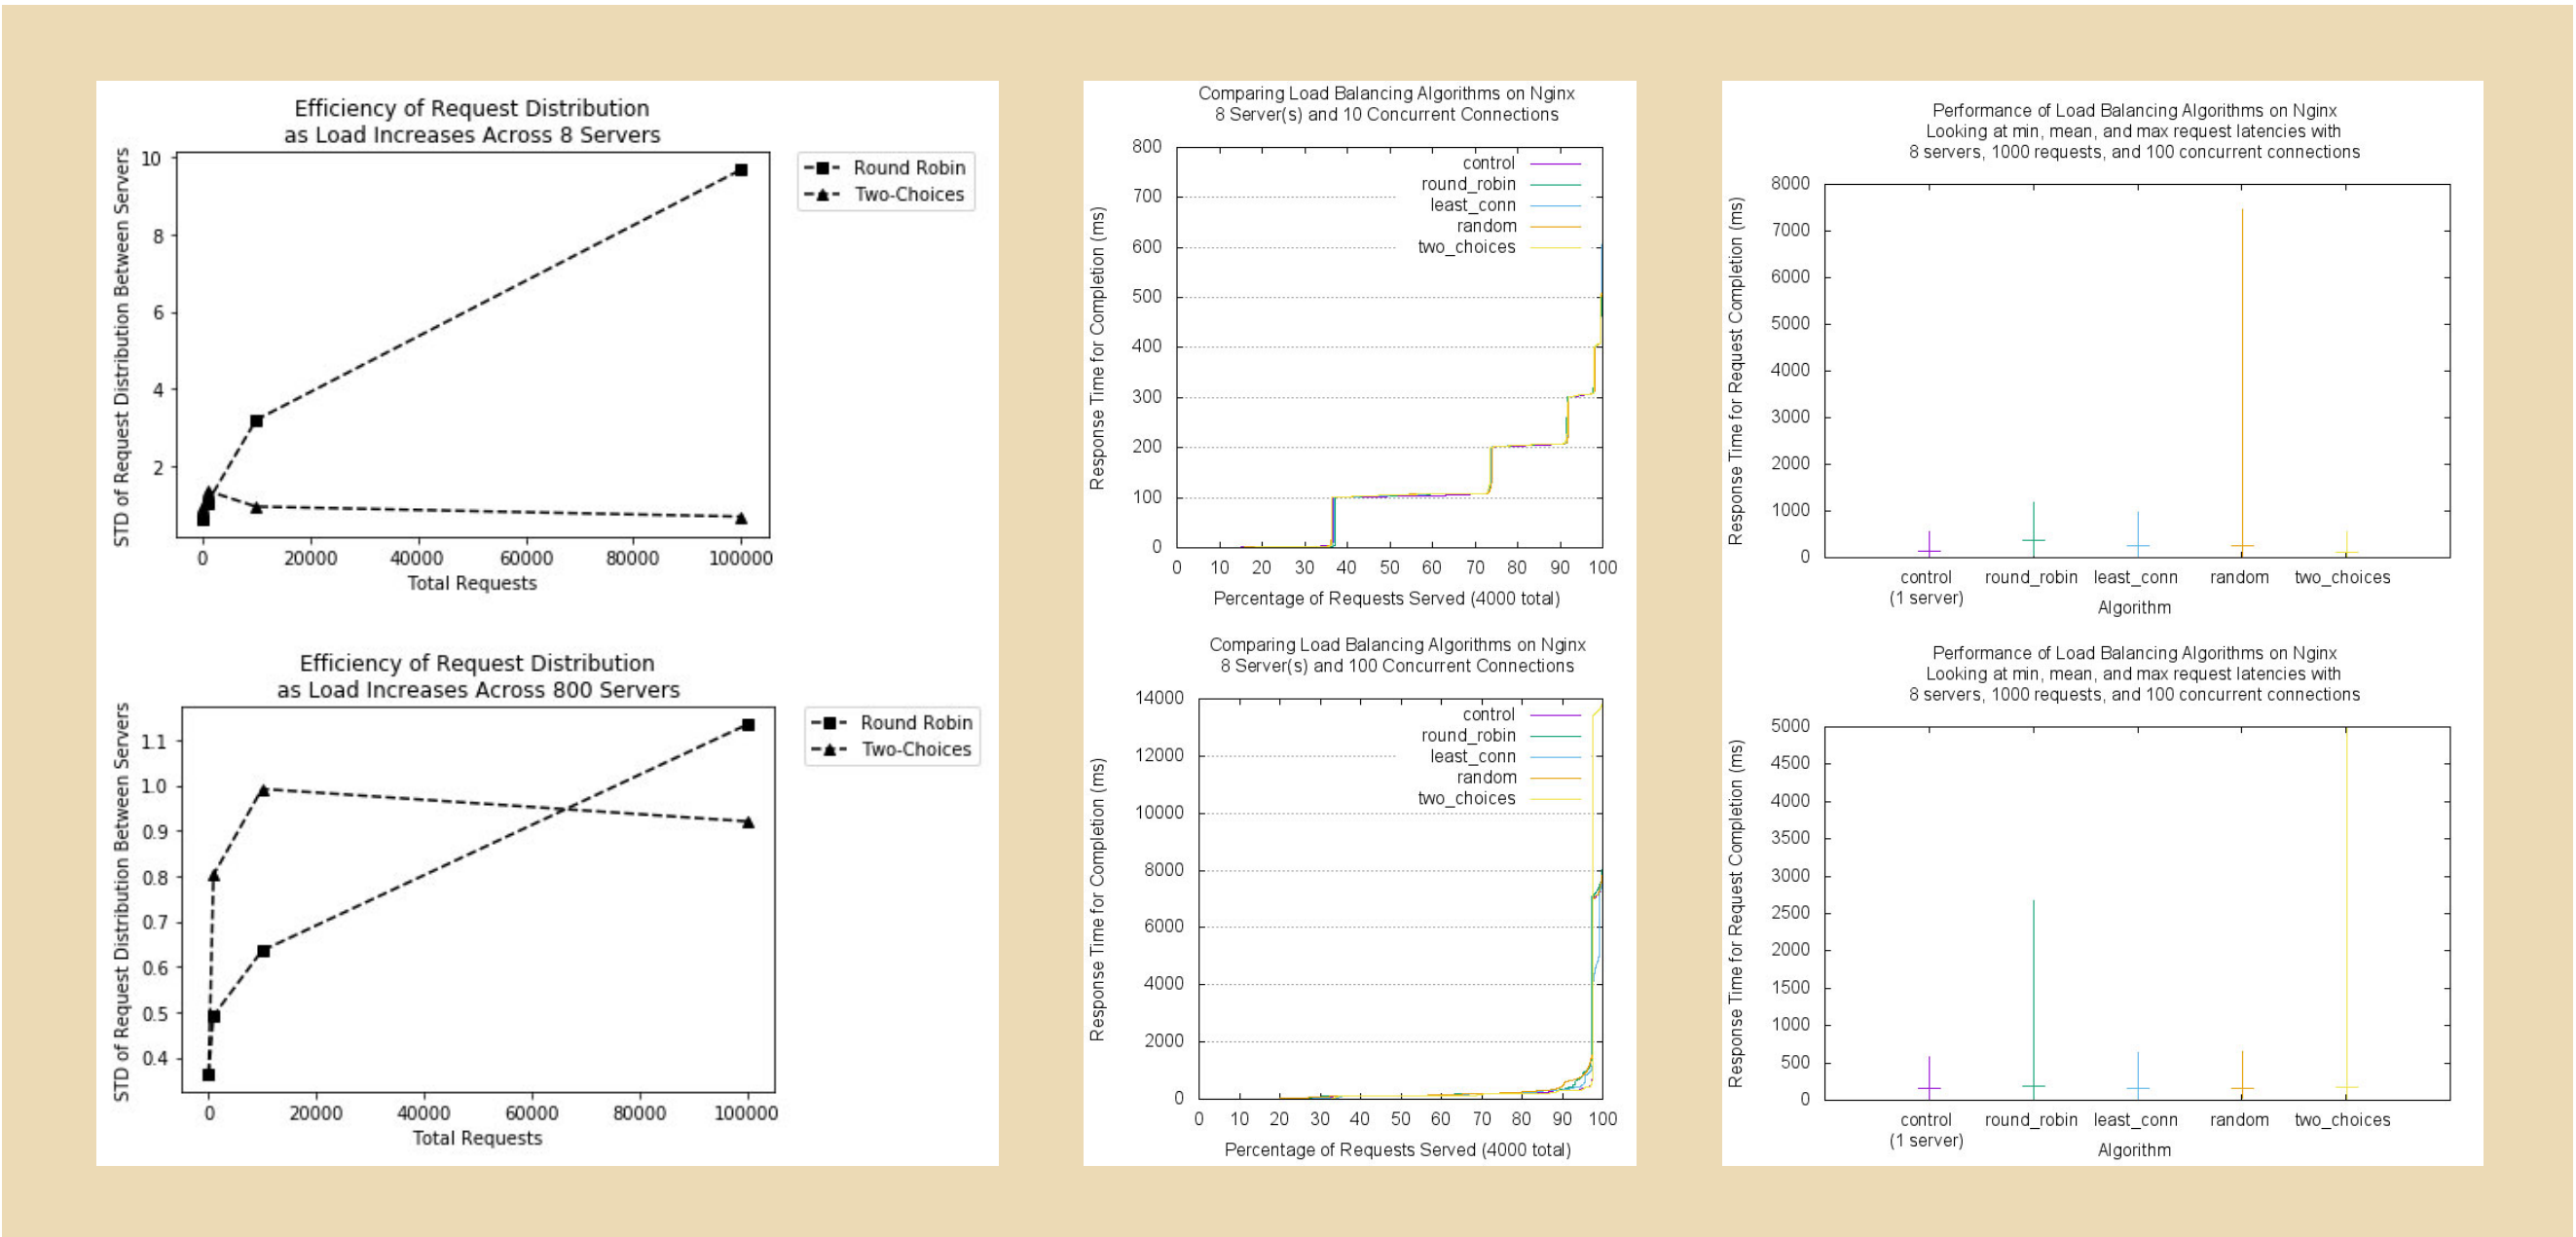 Efficiency of Request Distribution
as Load Increases Across 8 Servers
STD of Request Distribution Between Servers
10
8
6
4
2
0
20000
40000
60000
80000
100000
Total Requests
Round Robin
Two-Choices
Efficiency of Request Distribution
as Load Increases Across 800 Servers
STD of Request Distribution Between Servers
1.1
1.0
0.9
0.8
0.7
0.6
0.5
0.4
0
20000
40000
60000
80000
100000
Total Requests
Round Robin
Two-Choices
Comparing Load Balancing Algorithms on Nginx
8 Server(s) and 10 Concurrent Connections
Response Time for Completion (ms)
800
700
600
500
400
300
200
100
0
control
round_robin
least_conn
random
two_choices
0
10
20
30
40
50
60
70
80
90
100
Percentage of Requests Served (4000 total)
Comparing Load Balancing Algorithms on Nginx
8 Server(s) and 100 Concurrent Connections
Response Time for Completion (ms)
14000
12000
10000
8000
6000
4000
2000
0
control
round_robin
least_conn
random
two_choices
0
10
20
30
40
50
60
70
80
90
100
Percentage of Requests Served (4000 total)
Performance of Load Balancing Algorithms on Nginx
Looking at min, mean, and max request latencies with
8 servers, 1000 requests, and 100 concurrent connections
Response Time for Request Completion (ms)
8000
7000
6000
5000
4000
3000
2000
1000
0
control
(1 server)
round_robin
least_conn
random
two_choices
Algorithm
Performance of Load Balancing Algorithms on Nginx
Looking at min, mean, and max request latencies with
8 servers, 1000 requests, and 100 concurrent connections
Response Time for Request Completion (ms)
5000
4500
4000
3500
3000
2500
2000
1500
1000
500
0
control
(1 server)
round_robin
least_conn
random
two_choices
Algorithm